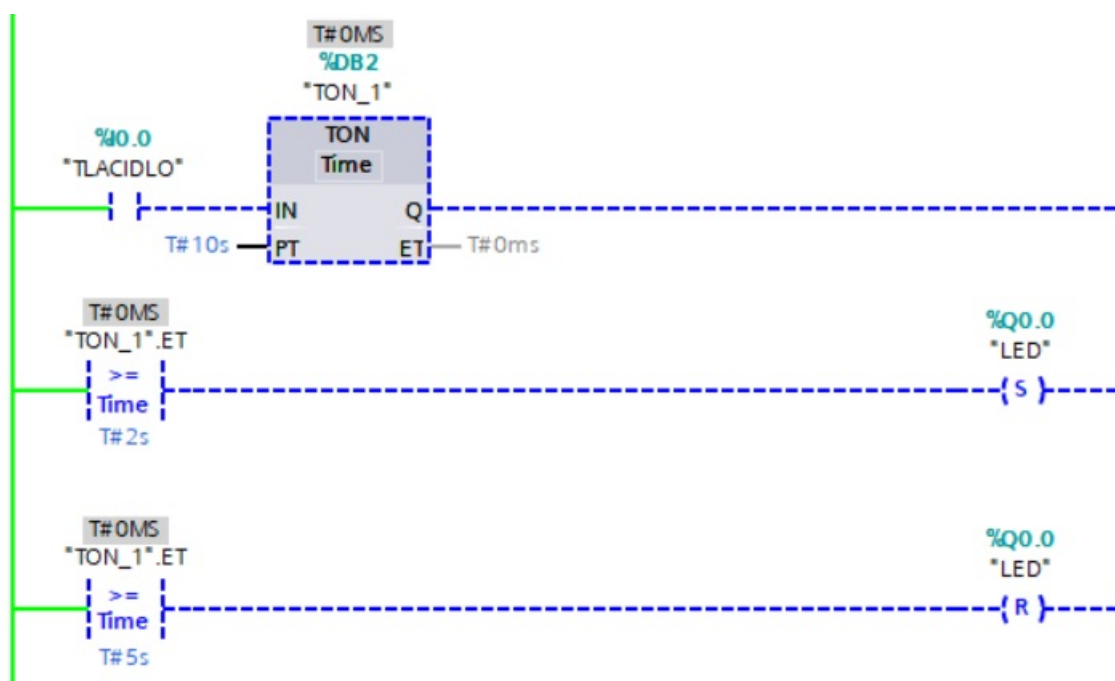 T#0MS
%DB2
"TON_1"
TON
Time
%I0.0
"TLACIDLO"
IN Q
T#10s PT ET T#0ms
T#0MS
"TON_1".ET
>=
Time
T#2s
%Q0.0
"LED"
S
T#0MS
"TON_1".ET
>=
Time
T#5s
%Q0.0
"LED"
R